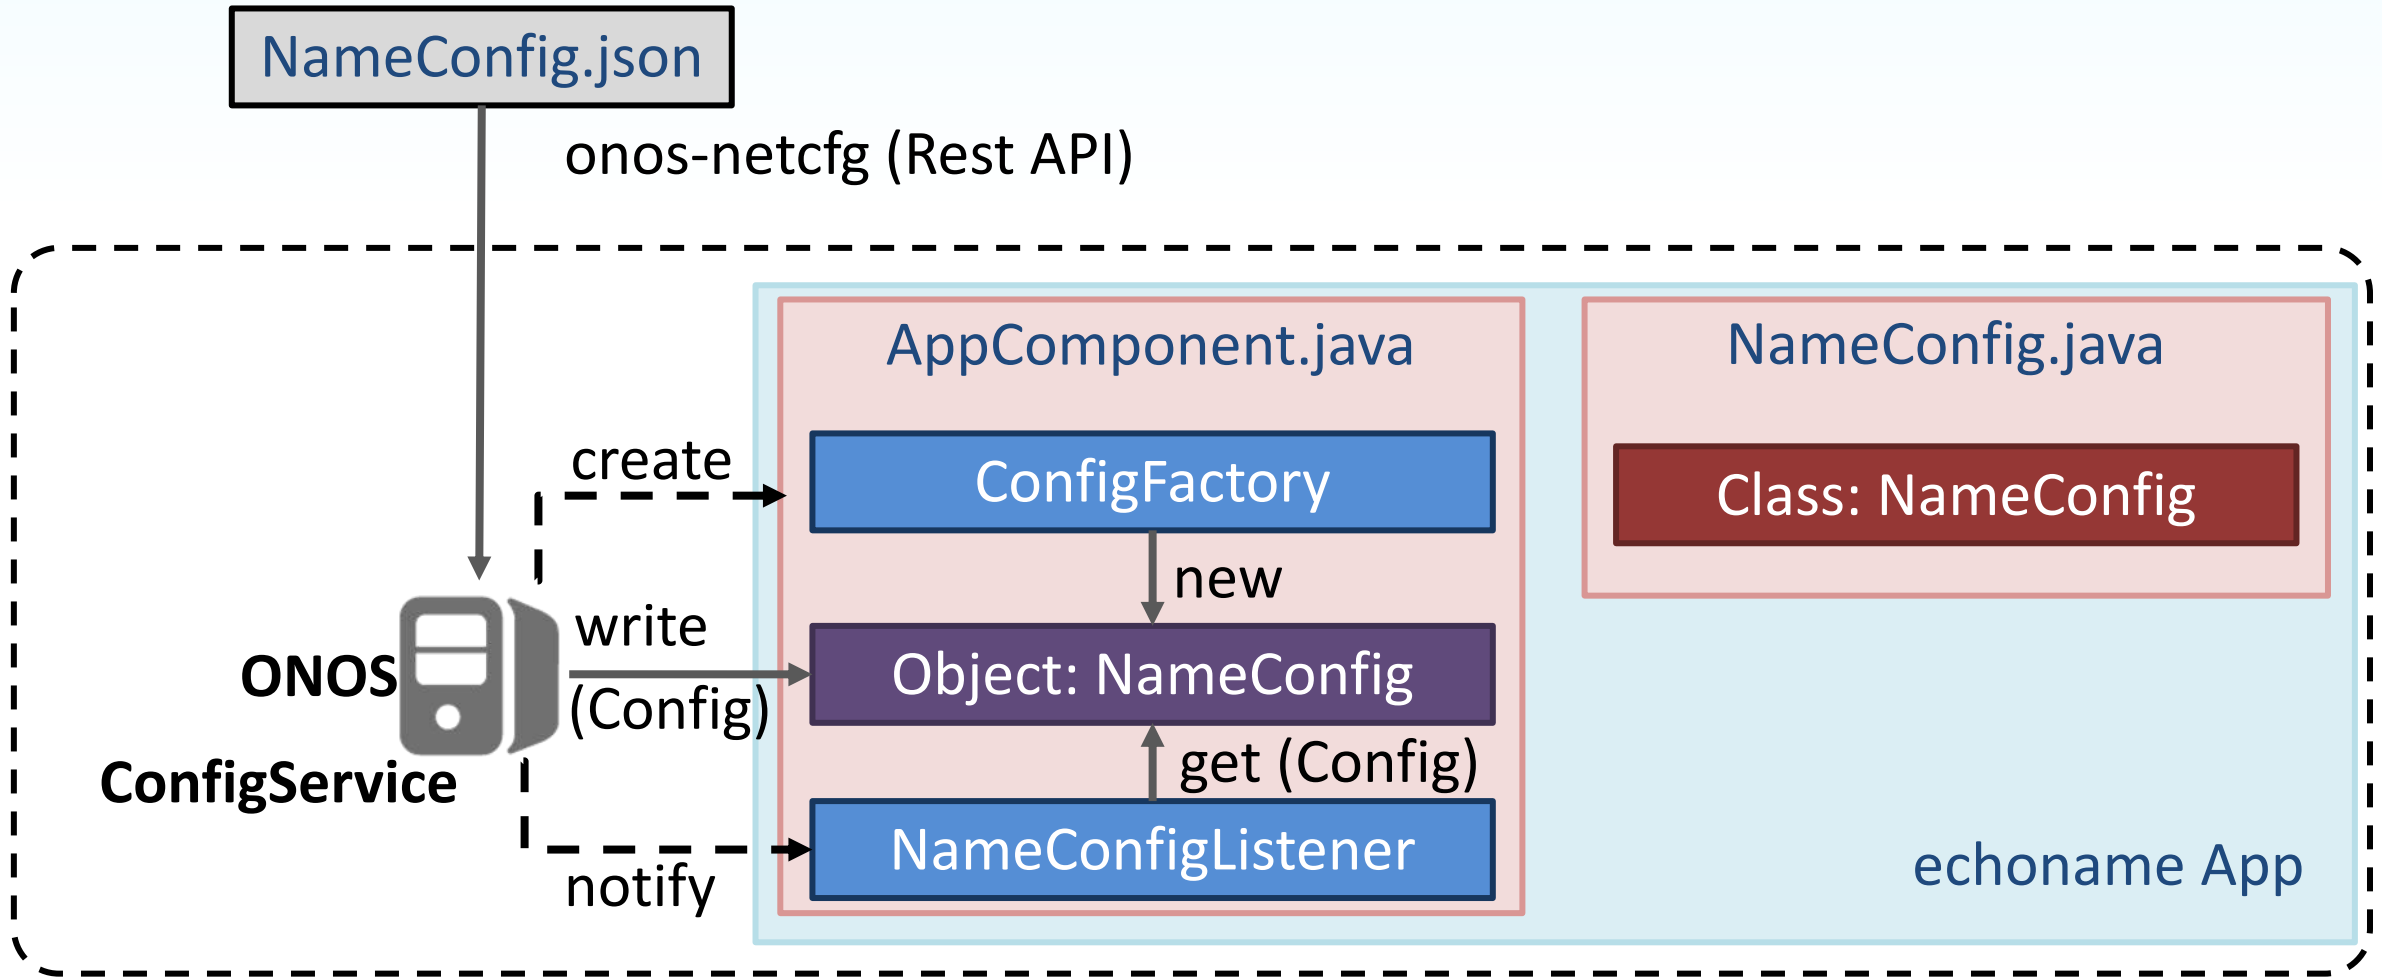 NameConfig.json
onos-netcfg (Rest API)
AppComponent.java
NameConfig.java
create
ConfigFactory
Class: NameConfig
new
write
ONOS
Object: NameConfig
(Config)
get (Config)
ConfigService
NameConfigListener
notify
echoname App